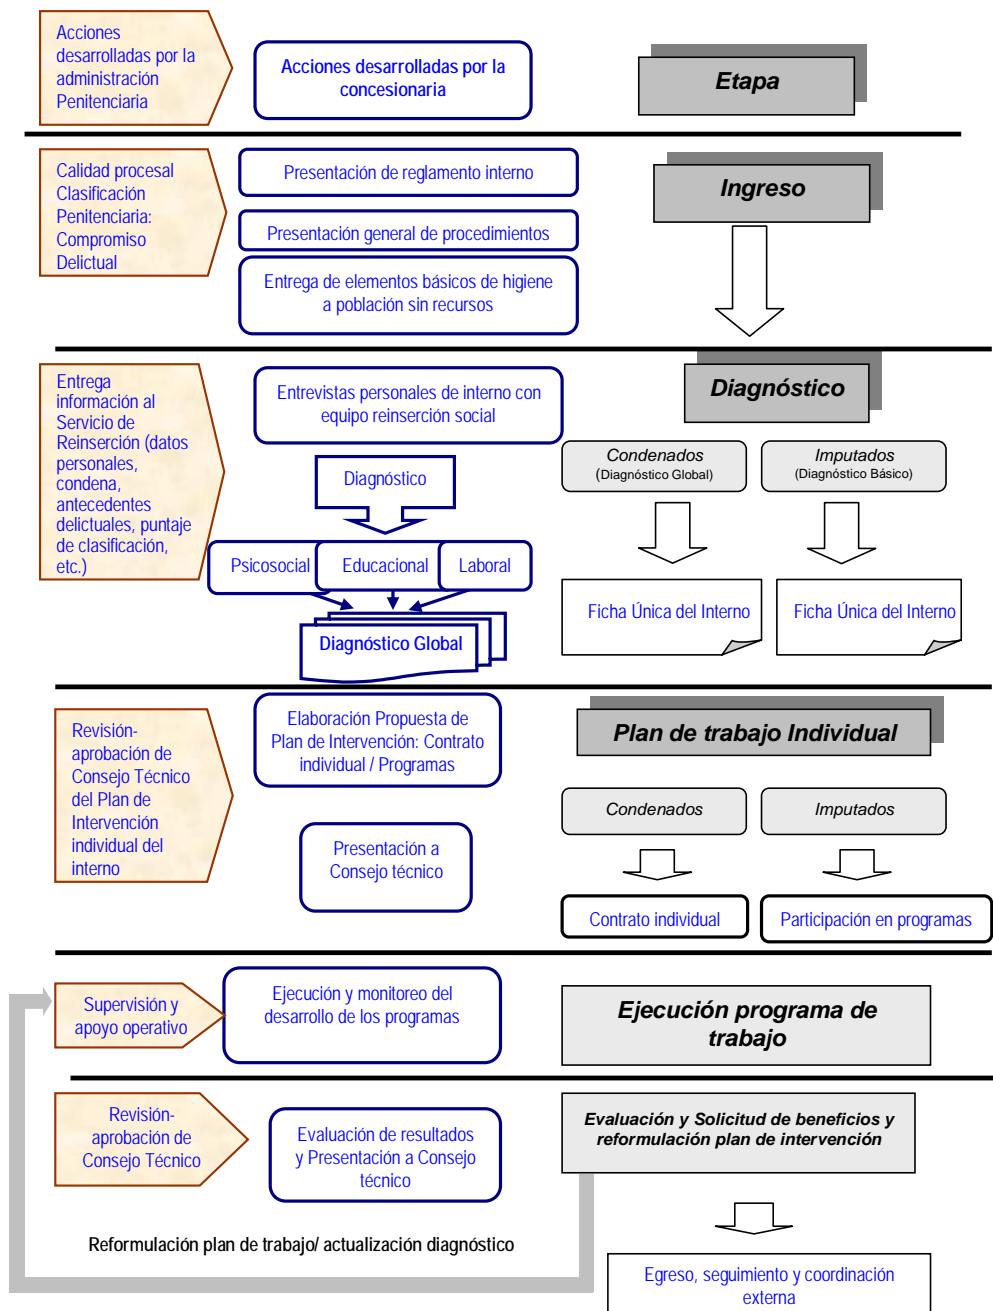 Acciones
desarrolladas por la
administración
Penitenciaria
Acciones desarrolladas por la
concesionaria
Etapa
Calidad procesal
Clasificación
Penitenciaria:
Compromiso
Delictual
Presentación de reglamento interno
Presentación general de procedimientos
Entrega de elementos básicos de higiene
a población sin recursos
Ingreso
Entrega
información al
Servicio de
Reinserción (datos
personales,
condena,
antecedentes
delictuales, puntaje
de clasificación,
etc.)
Entrevistas personales de interno con
equipo reinserción social
Diagnóstico
Psicosocial
Educacional
Laboral
Diagnóstico Global
Diagnóstico
Condenados
(Diagnóstico Global)
Imputados
(Diagnóstico Básico)
Ficha Única del Interno
Ficha Única del Interno
Revisión-
aprobación de
Consejo Técnico
del Plan de
Intervención
individual del
interno
Elaboración Propuesta de
Plan de Intervención: Contrato
individual / Programas
Presentación a
Consejo técnico
Plan de trabajo Individual
Condenados
Imputados
Contrato individual
Participación en programas
Supervisión y
apoyo operativo
Ejecución y monitoreo del
desarrollo de los programas
Ejecución programa de
trabajo
Revisión-
aprobación de
Consejo Técnico
Evaluación de resultados
y Presentación a Consejo
técnico
Evaluación y Solicitud de beneficios y
reformulación plan de intervención
Reformulación plan de trabajo/ actualización diagnóstico
Egreso, seguimiento y coordinación
externa